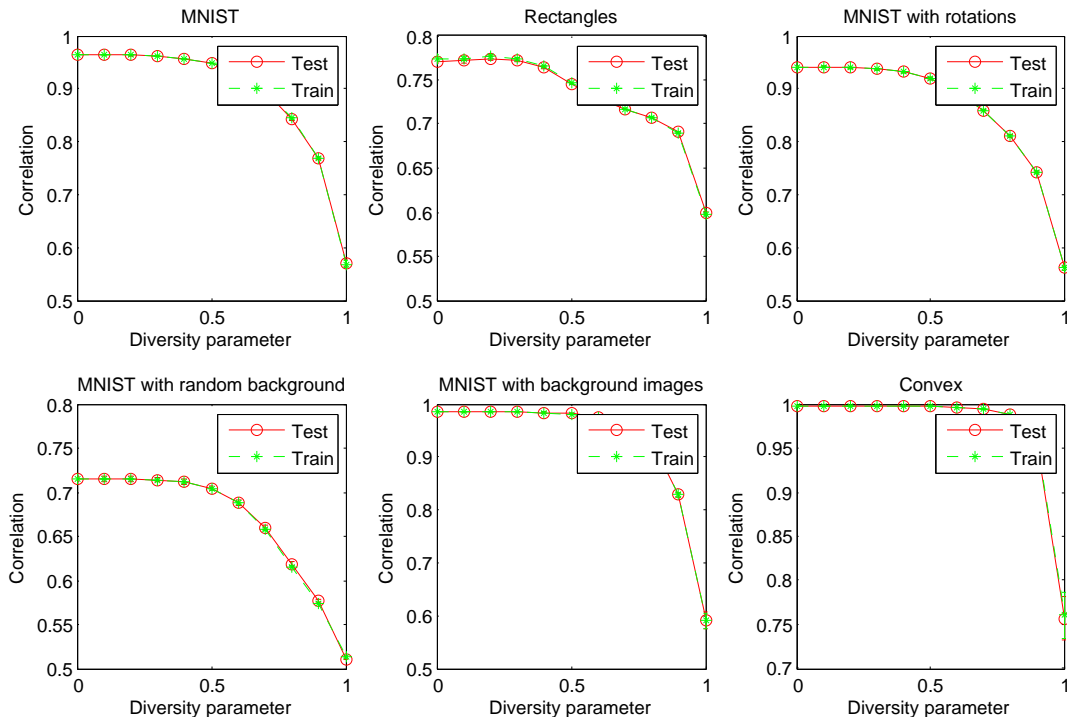 MNIST
1
0.9
0.8
0.7
0.6
0.5
0
0.5
1
Correlation
Diversity parameter
Test
Train
Rectangles
0.8
0.75
0.7
0.65
0.6
0.55
0.5
0
0.5
1
Correlation
Diversity parameter
Test
Train
MNIST with rotations
1
0.9
0.8
0.7
0.6
0.5
0
0.5
1
Correlation
Diversity parameter
Test
Train
MNIST with random background
0.8
0.75
0.7
0.65
0.6
0.55
0.5
0
0.5
1
Correlation
Diversity parameter
Test
Train
MNIST with background images
1
0.9
0.8
0.7
0.6
0.5
0
0.5
1
Correlation
Diversity parameter
Test
Train
Convex
1
0.95
0.9
0.85
0.8
0.75
0.7
0
0.5
1
Correlation
Diversity parameter
Test
Train